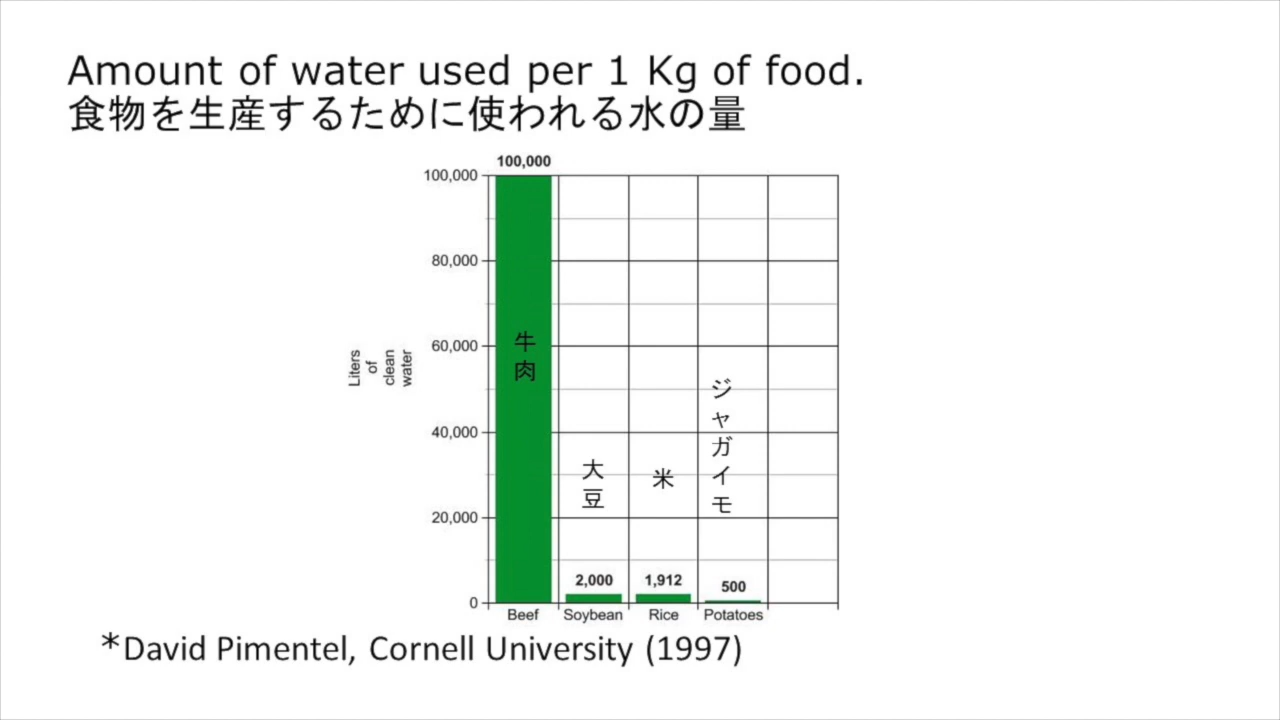 Amount of water used per 1 Kg of food.
食物を生産するために使われる水の量
100,000
100,000
80,000
60,000
40,000
20,000
0
Liters
of
clean
water
牛肉
大豆
米
ジャガイモ
2,000
1,912
500
Beef
Soybean
Rice
Potatoes
*David Pimentel, Cornell University (1997)